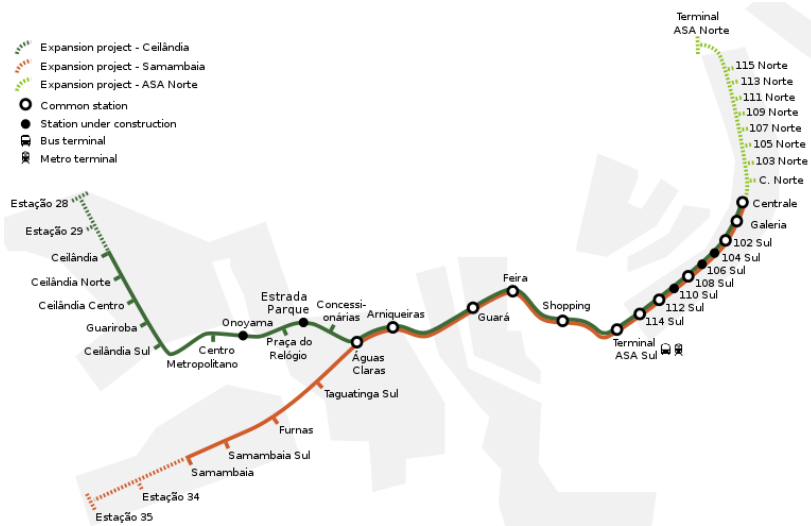 Expansion project - Ceilândia
Expansion project - Samambaia
Expansion project - ASA Norte
Common station
Station under construction
Bus terminal
Metro terminal
Terminal
ASA Norte
115 Norte
113 Norte
111 Norte
109 Norte
107 Norte
105 Norte
103 Norte
C. Norte
Centrale
Galeria
102 Sul
104 Sul
106 Sul
108 Sul
110 Sul
112 Sul
114 Sul
Terminal
ASA Sul
Shopping
Feira
Guará
Arniqueiras
Águas
Claras
Concessi-
onárias
Estrada
Parque
Praça do
Relógio
Onoyama
Centro
Metropolitano
Ceilândia Sul
Guariroba
Ceilândia Centro
Ceilândia Norte
Ceilândia
Estação 29
Estação 28
Taguatinga Sul
Furnas
Samambaia Sul
Samambaia
Estação 34
Estação 35